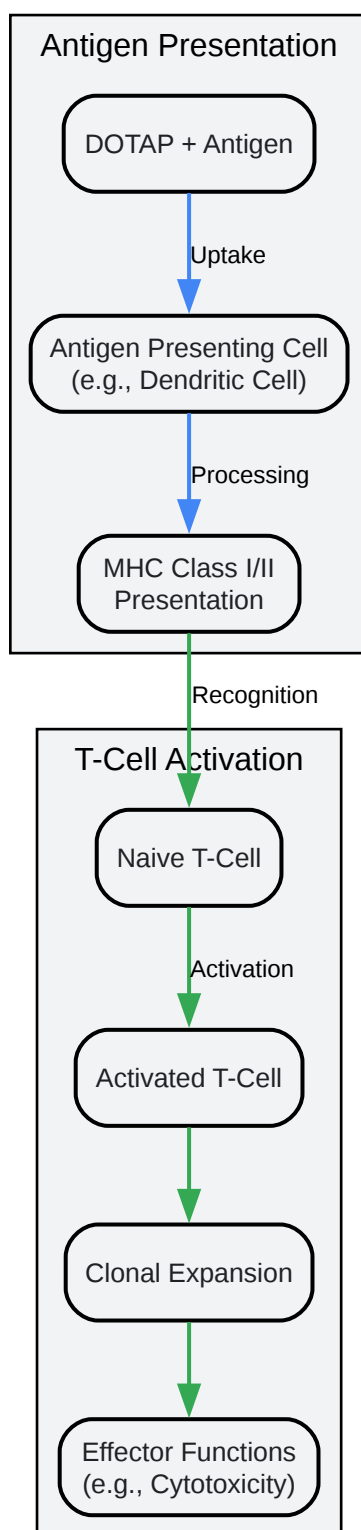 Antigen Presentation
DOTAP + Antigen
Uptake
Antigen Presenting Cell
(e.g., Dendritic Cell)
Processing
MHC Class I/II
Presentation
Recognition
T-Cell Activation
Naive T-Cell
Activation
Activated T-Cell
Clonal Expansion
Effector Functions
(e.g., Cytotoxicity)